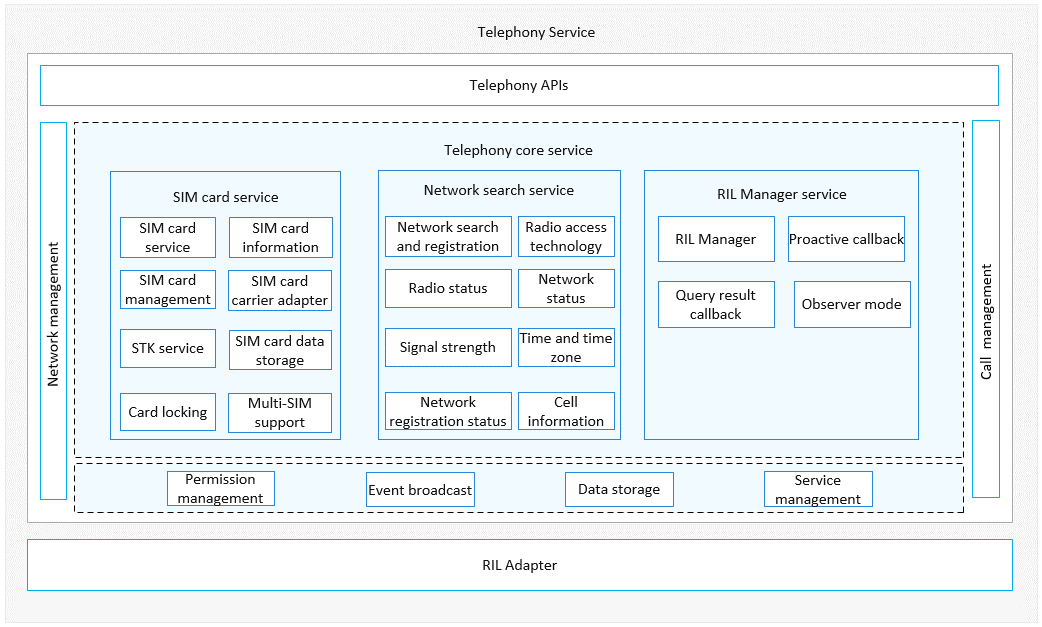 Telephony Service
Telephony APIs
Network management
Telephony core service
SIM card service
SIM card
service
SIM card
information
SIM card
management
SIM card
carrier adapter
STK service
SIM card data
storage
Card locking
Multi-SIM
support
Network search service
Network search
and registration
Radio access
technology
Radio status
Network
status
Signal strength
Time and time
zone
Network
registration status
Cell
information
RIL Manager service
RIL Manager
Proactive callback
Query result
callback
Observer mode
Call management
Permission
management
Event broadcast
Data storage
Service
management
RIL Adapter